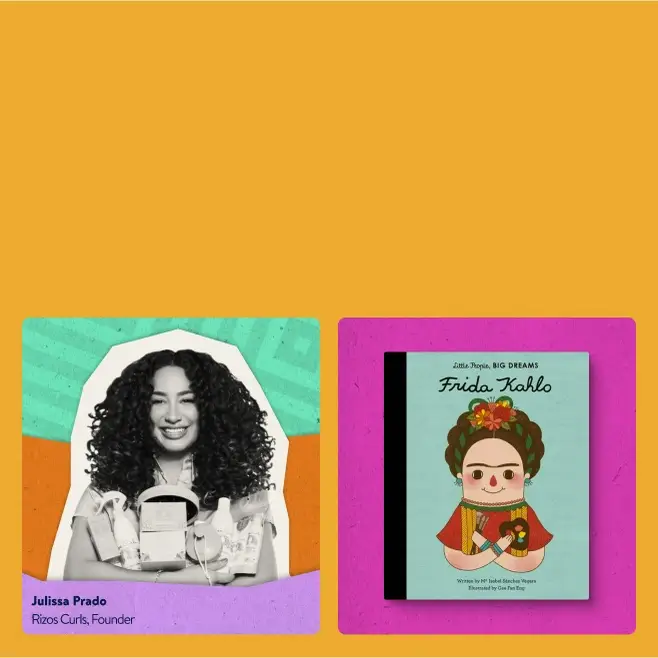 Julissa Prado
Rizos Curls, Founder
Little People, BIG DREAMS
Frida Kahlo
Written by Mª Isabel Sánchez Vegara
Illustrated by Gee Fan Eng